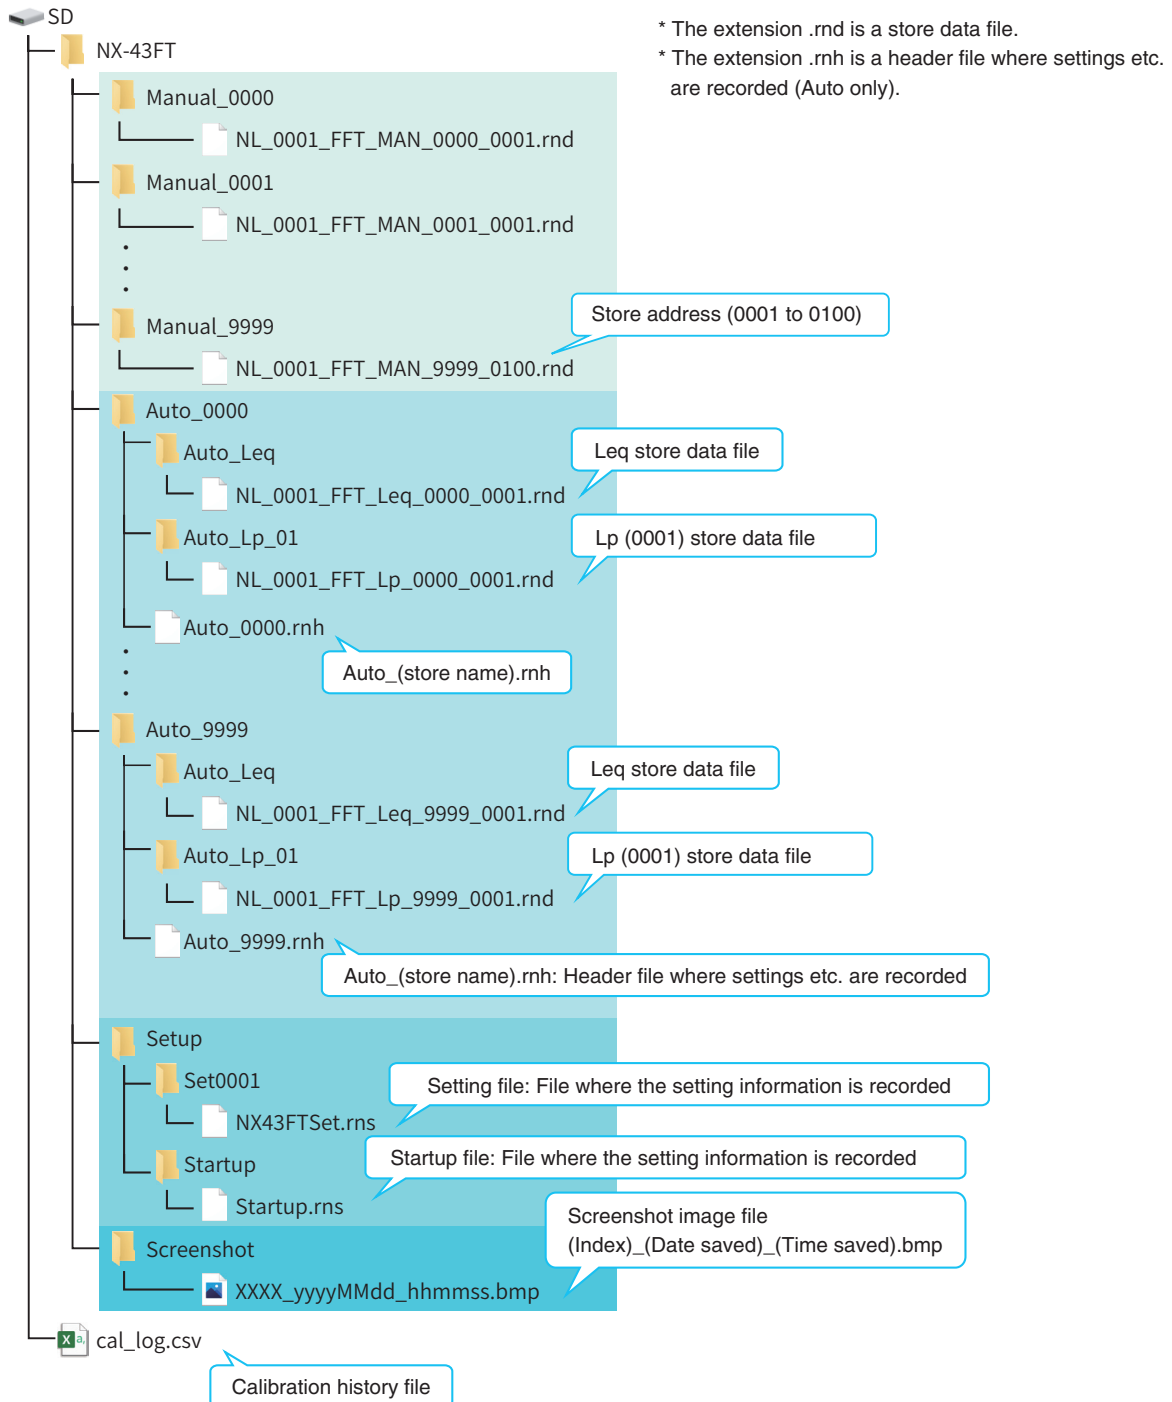 SD
NX-43FT
* The extension .rnd is a store data file.
* The extension .rnh is a header file where settings etc.
are recorded (Auto only).
Manual_0000
NL_0001_FFT_MAN_0000_0001.rnd
Manual_0001
NL_0001_FFT_MAN_0001_0001.rnd
Store address (0001 to 0100)
Manual_9999
NL_0001_FFT_MAN_9999_0100.rnd
Auto_0000
Auto_Leq
Leq store data file
NL_0001_FFT_Leq_0000_0001.rnd
Auto_Lp_01
Lp (0001) store data file
NL_0001_FFT_Lp_0000_0001.rnd
Auto_0000.rnh
Auto_(store name).rnh
Auto_9999
Auto_Leq
Leq store data file
NL_0001_FFT_Leq_9999_0001.rnd
Auto_Lp_01
Lp (0001) store data file
NL_0001_FFT_Lp_9999_0001.rnd
Auto_9999.rnh
Auto_(store name).rnh: Header file where settings etc. are recorded
Setup
Set0001
Setting file: File where the setting information is recorded
NX43FTSet.rns
Startup
Startup file: File where the setting information is recorded
Startup.rns
Screenshot image file
(Index)_(Date saved)_(Time saved).bmp
Screenshot
XXXX_yyyyMMdd_hhmmss.bmp
cal_log.csv
Calibration history file